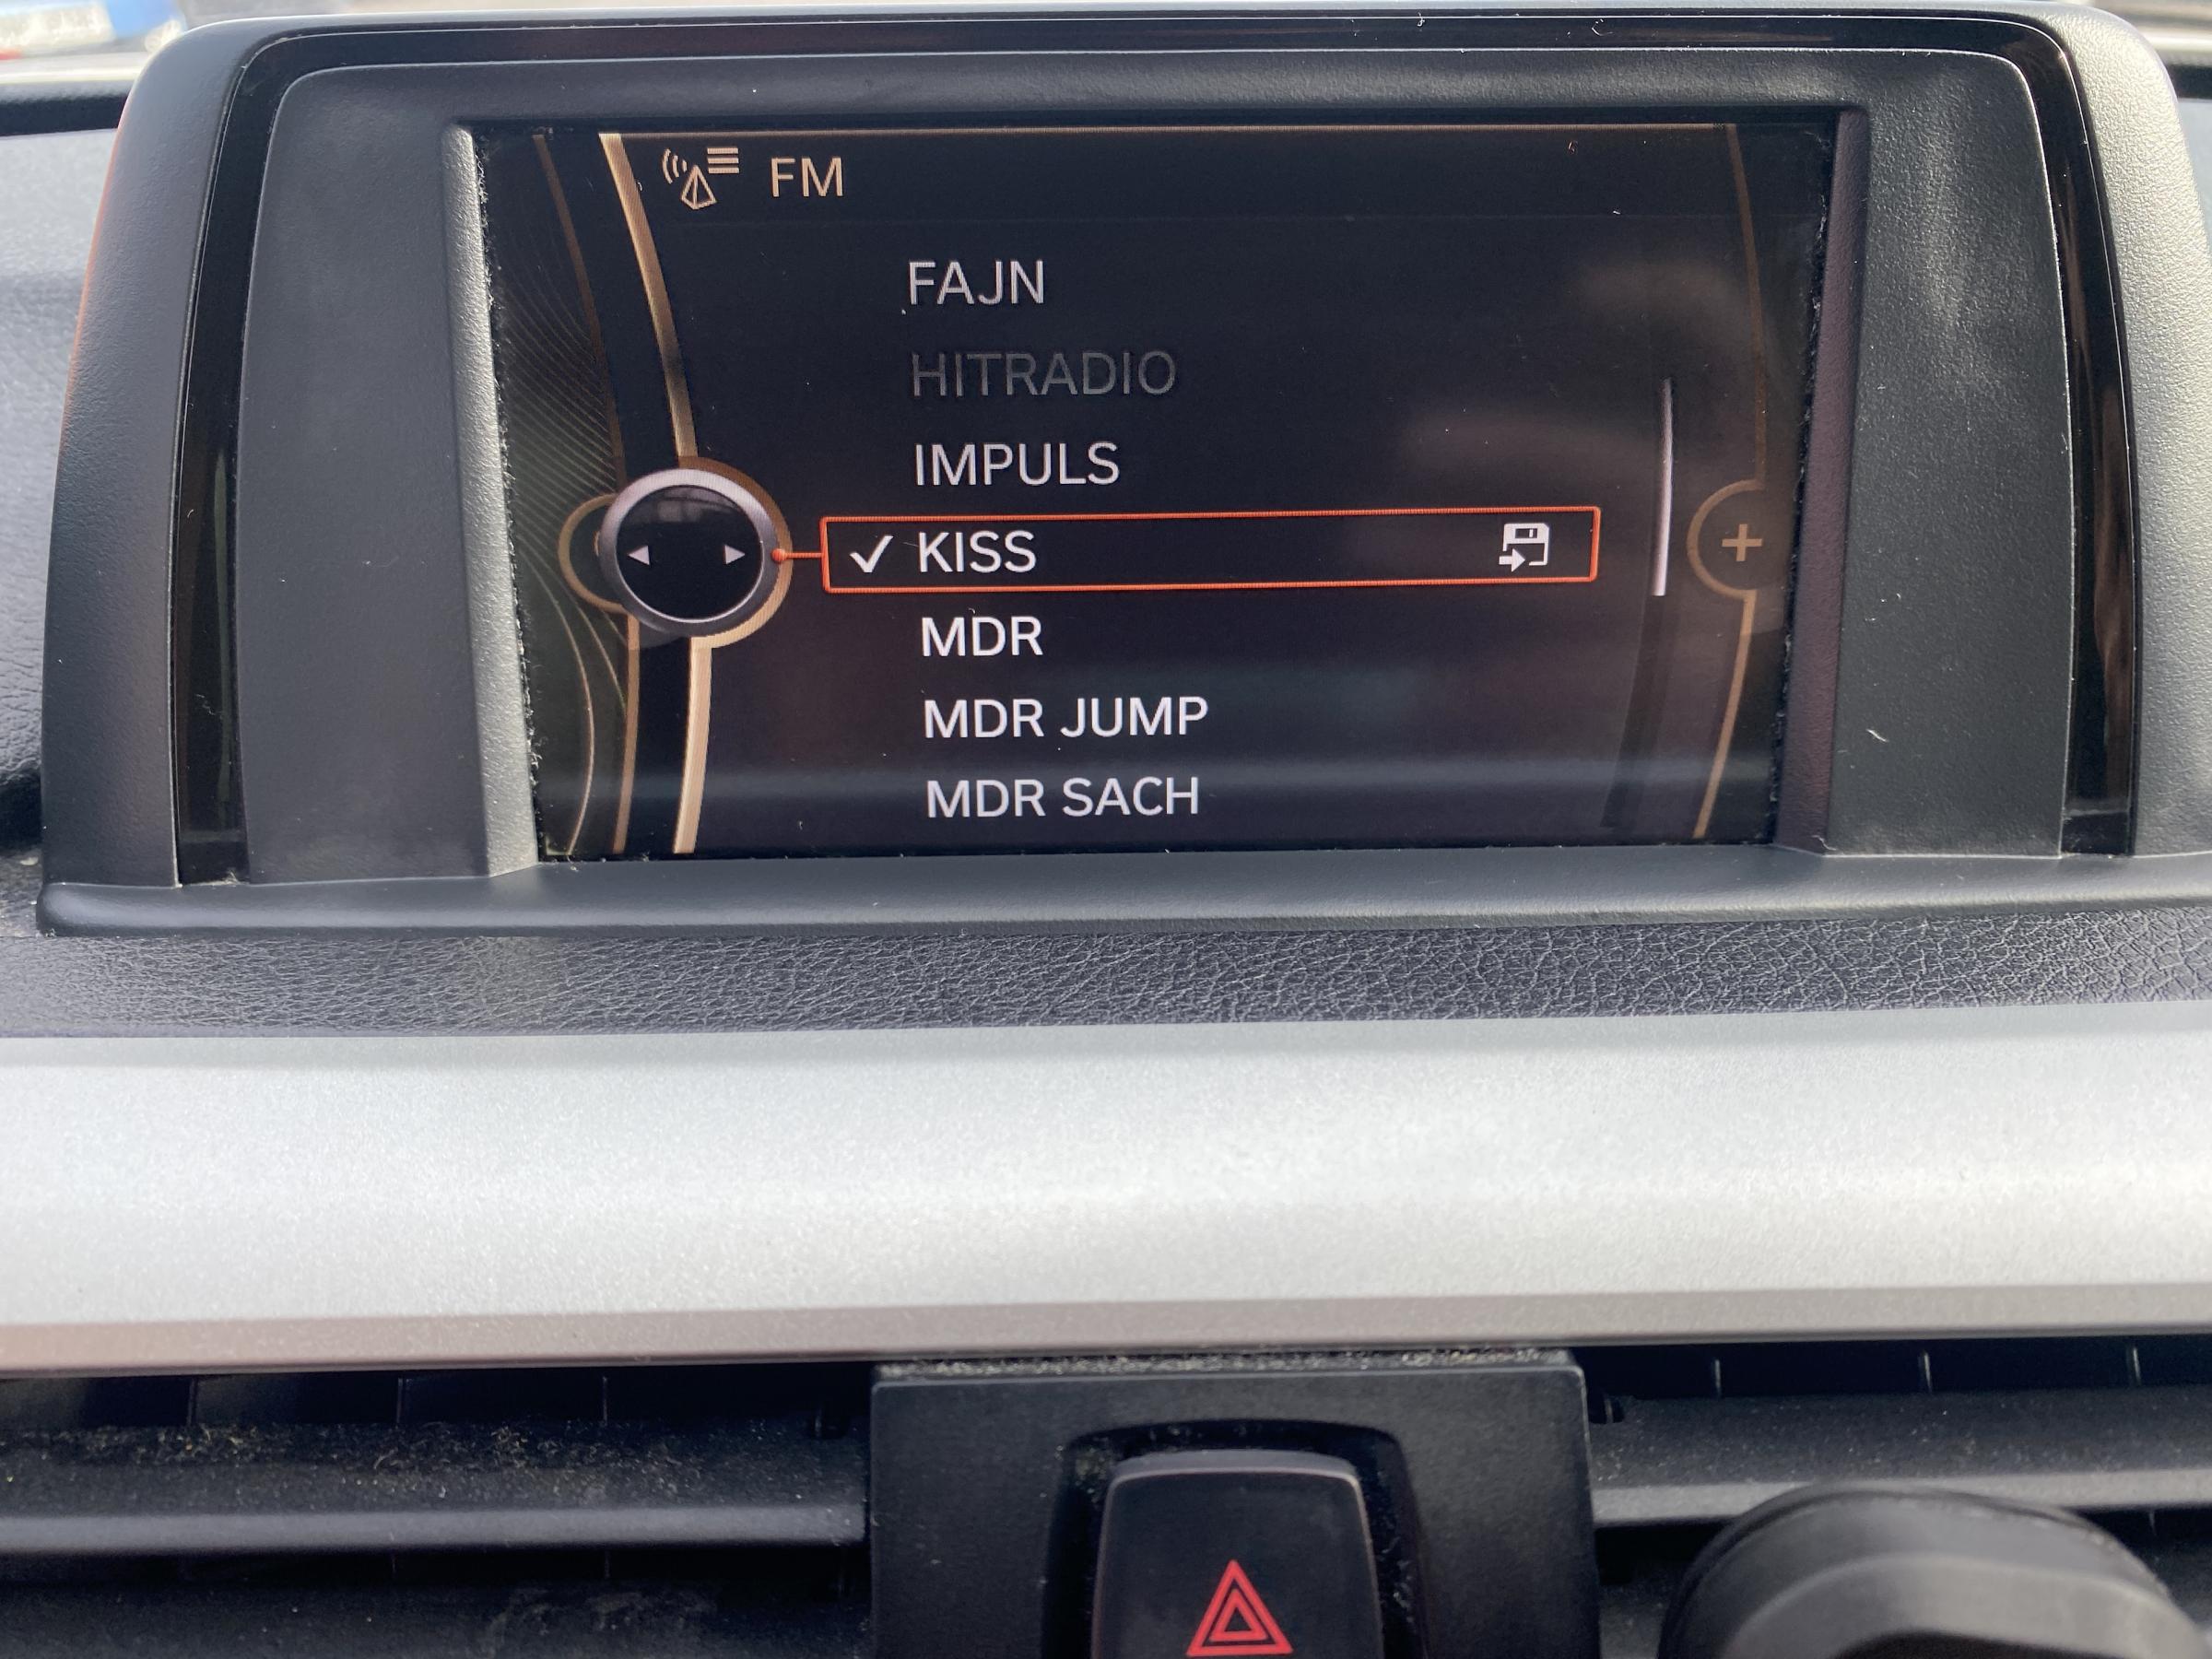 FM
FAJN
HITRADIO
IMPULS
KISS
MDR
MDR JUMP
MDR SACH